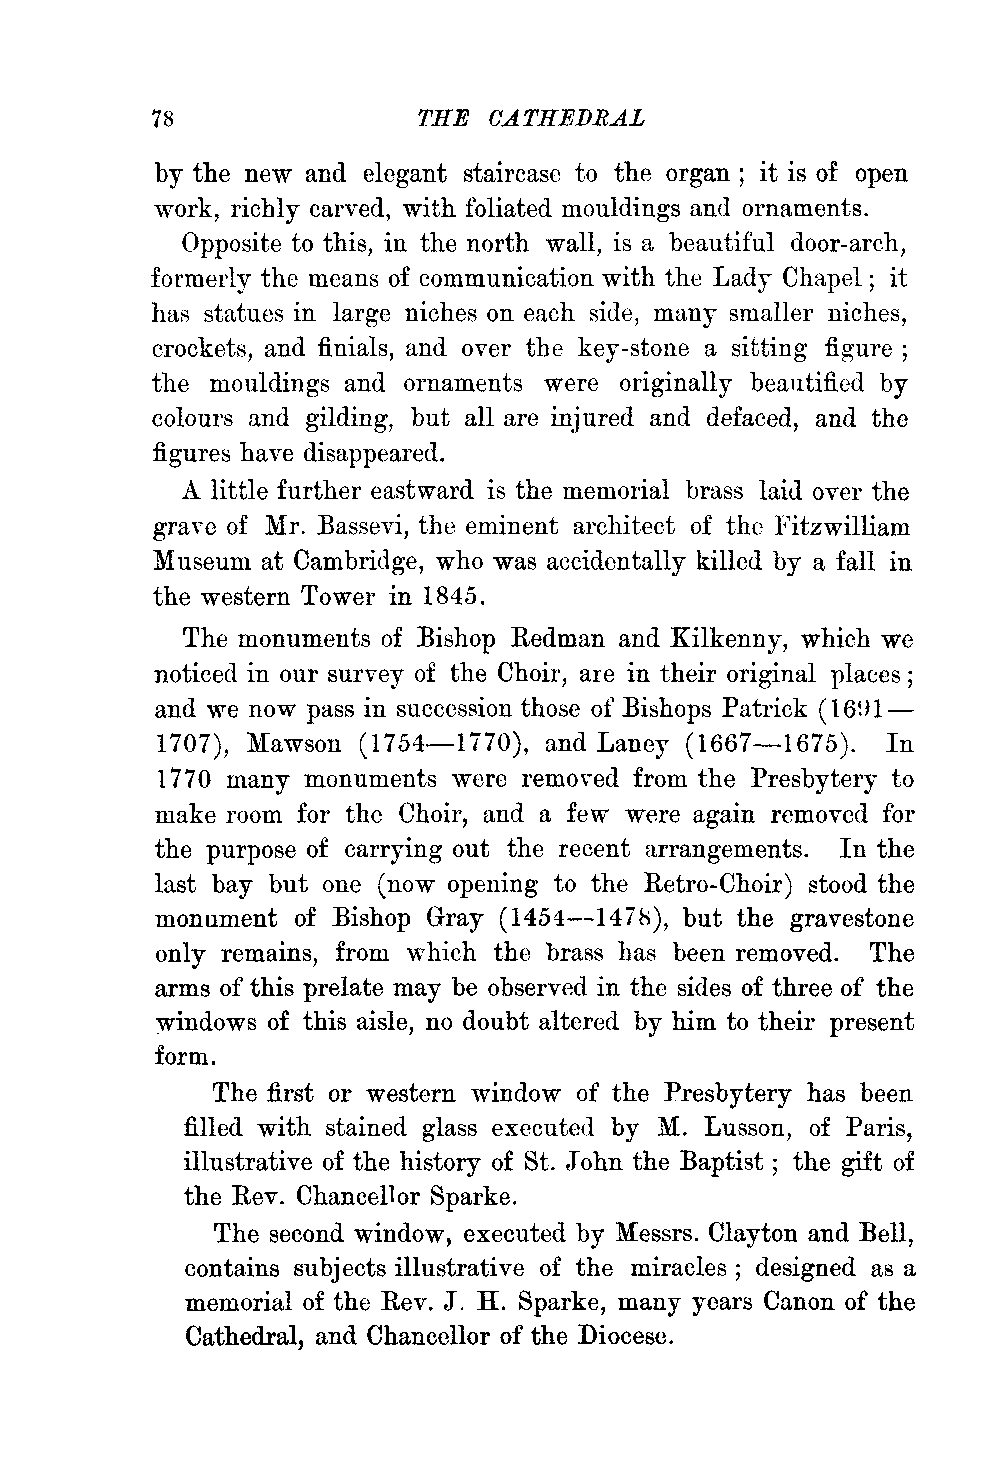 78 THE CATHEDRAL
by the new and elegant staircase to the organ ; it is of open
work, richly carved, with foliated mouldings and ornaments.
Opposite to this, in the north wall, is a beautiful door-arch,
formerly the means of communication with the Lady Chapel ; it
has statues in large niches on each side, many smaller niches,
crockets, and finials, and over the key-stone a sitting figure ;
the mouldings and ornaments were originally beautified by
colours and gilding, but all are injured and defaced, and the
figures have disappeared.
A little further eastward is the memorial brass laid over the
grave of Mr. Bassevi, the eminent architect of the Fitzwilliam
Museum at Cambridge, who was accidentally killed by a fall in
the western Tower in 1845.
The monuments of Bishop Redman and Kilkenny, which we
noticed in our survey of the Choir, are in their original places ;
and we now pass in succession those of Bishops Patrick (1691—
1707), Mawson (1754—1770), and Laney (1667—1675). In
1770 many monuments were removed from the Presbytery to
make room for the Choir, and a few were again removed for
the purpose of carrying out the recent arrangements. In the
last bay but one (now opening to the Retro-Choir) stood the
monument of Bishop Gray (1454—1478), but the gravestone
only remains, from which the brass has been removed. The
arms of this prelate may be observed in the sides of three of the
windows of this aisle, no doubt altered by him to their present
form.
The first or western window of the Presbytery has been
filled with stained glass executed by M. Lusson, of Paris,
illustrative of the history of St. John the Baptist ; the gift of
the Rev. Chancellor Sparke.
The second window, executed by Messrs. Clayton and Bell,
contains subjects illustrative of the miracles ; designed as a
memorial of the Rev. J. H. Sparke, many years Canon of the
Cathedral, and Chancellor of the Diocese.